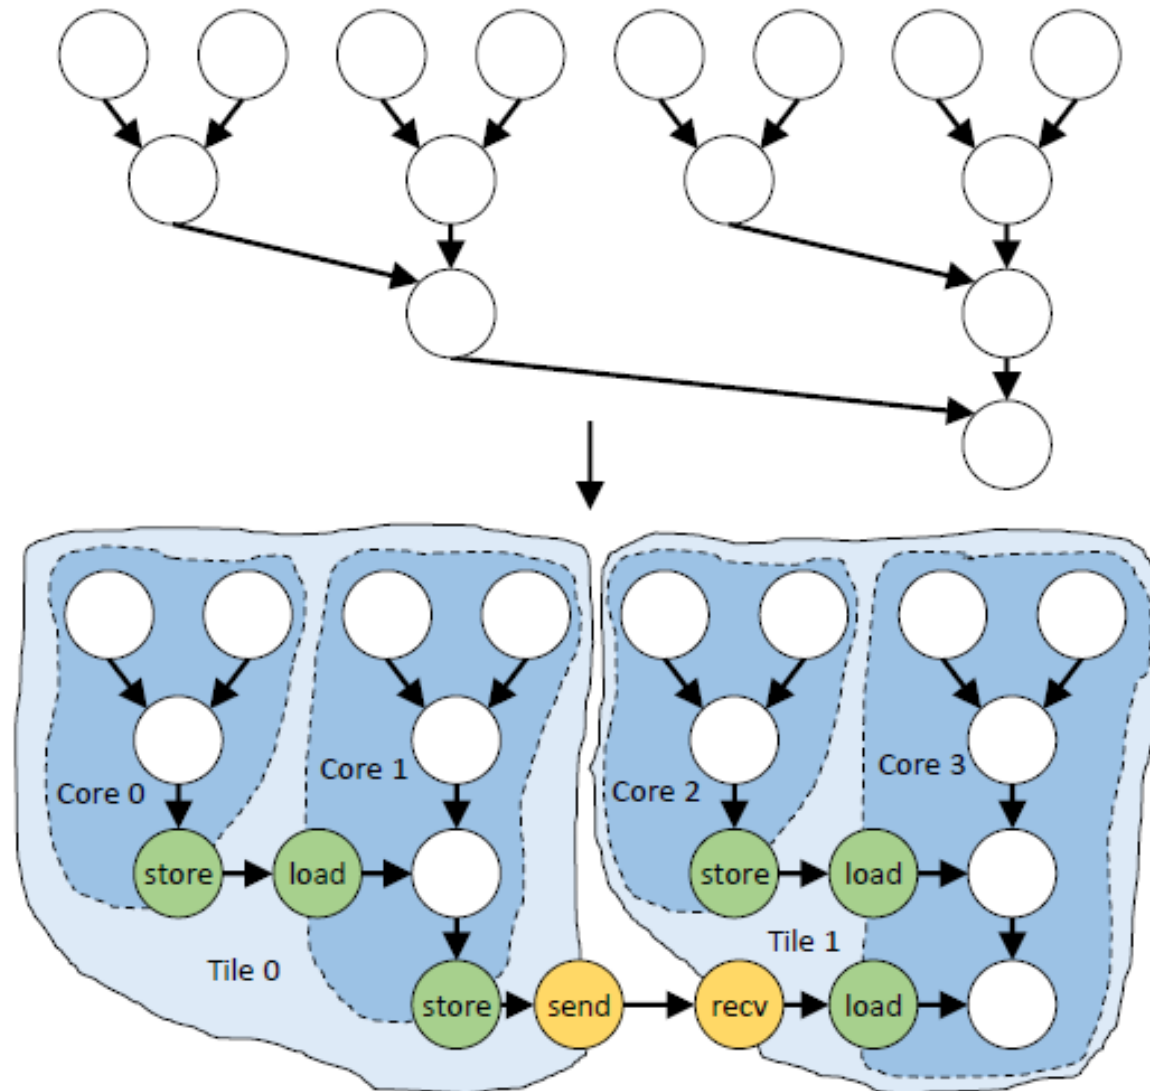 Core 0
Core 1
Core 2
Core 3
store
load
store
load
Tile 0
Tile 1
store
send
recv
load